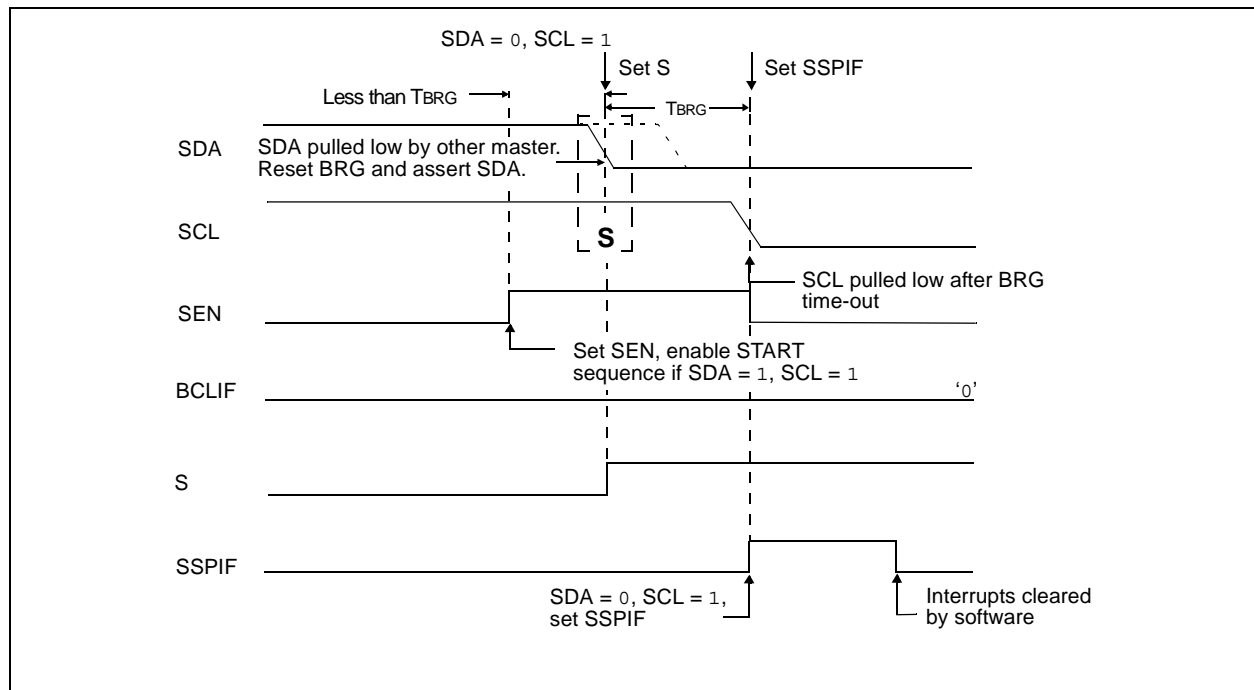 SDA = 0, SCL = 1
Set S
Set SSPIF
Less than TBRG
TBRG
SDA
SDA pulled low by other master.
Reset BRG and assert SDA.
SCL
S
SCL pulled low after BRG
time-out
SEN
Set SEN, enable START
sequence if SDA = 1, SCL = 1
BCLIF
‘0’
S
SSPIF
SDA = 0, SCL = 1,
set SSPIF
Interrupts cleared
by software